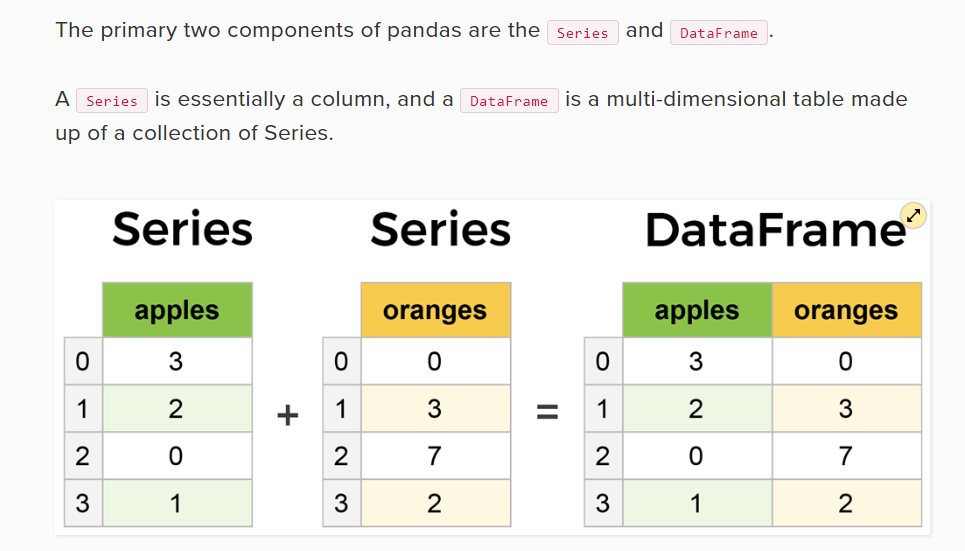 The primary two components of pandas are the Series and DataFrame.
A Series is essentially a column, and a DataFrame is a multi-dimensional table made
up of a collection of Series.
Series Series DataFrame
apples oranges apples oranges
0 3 0 0 0 3 0
1 2 + 1 3 = 1 2 3
2 0 2 7 2 0 7
3 1 3 2 3 1 2